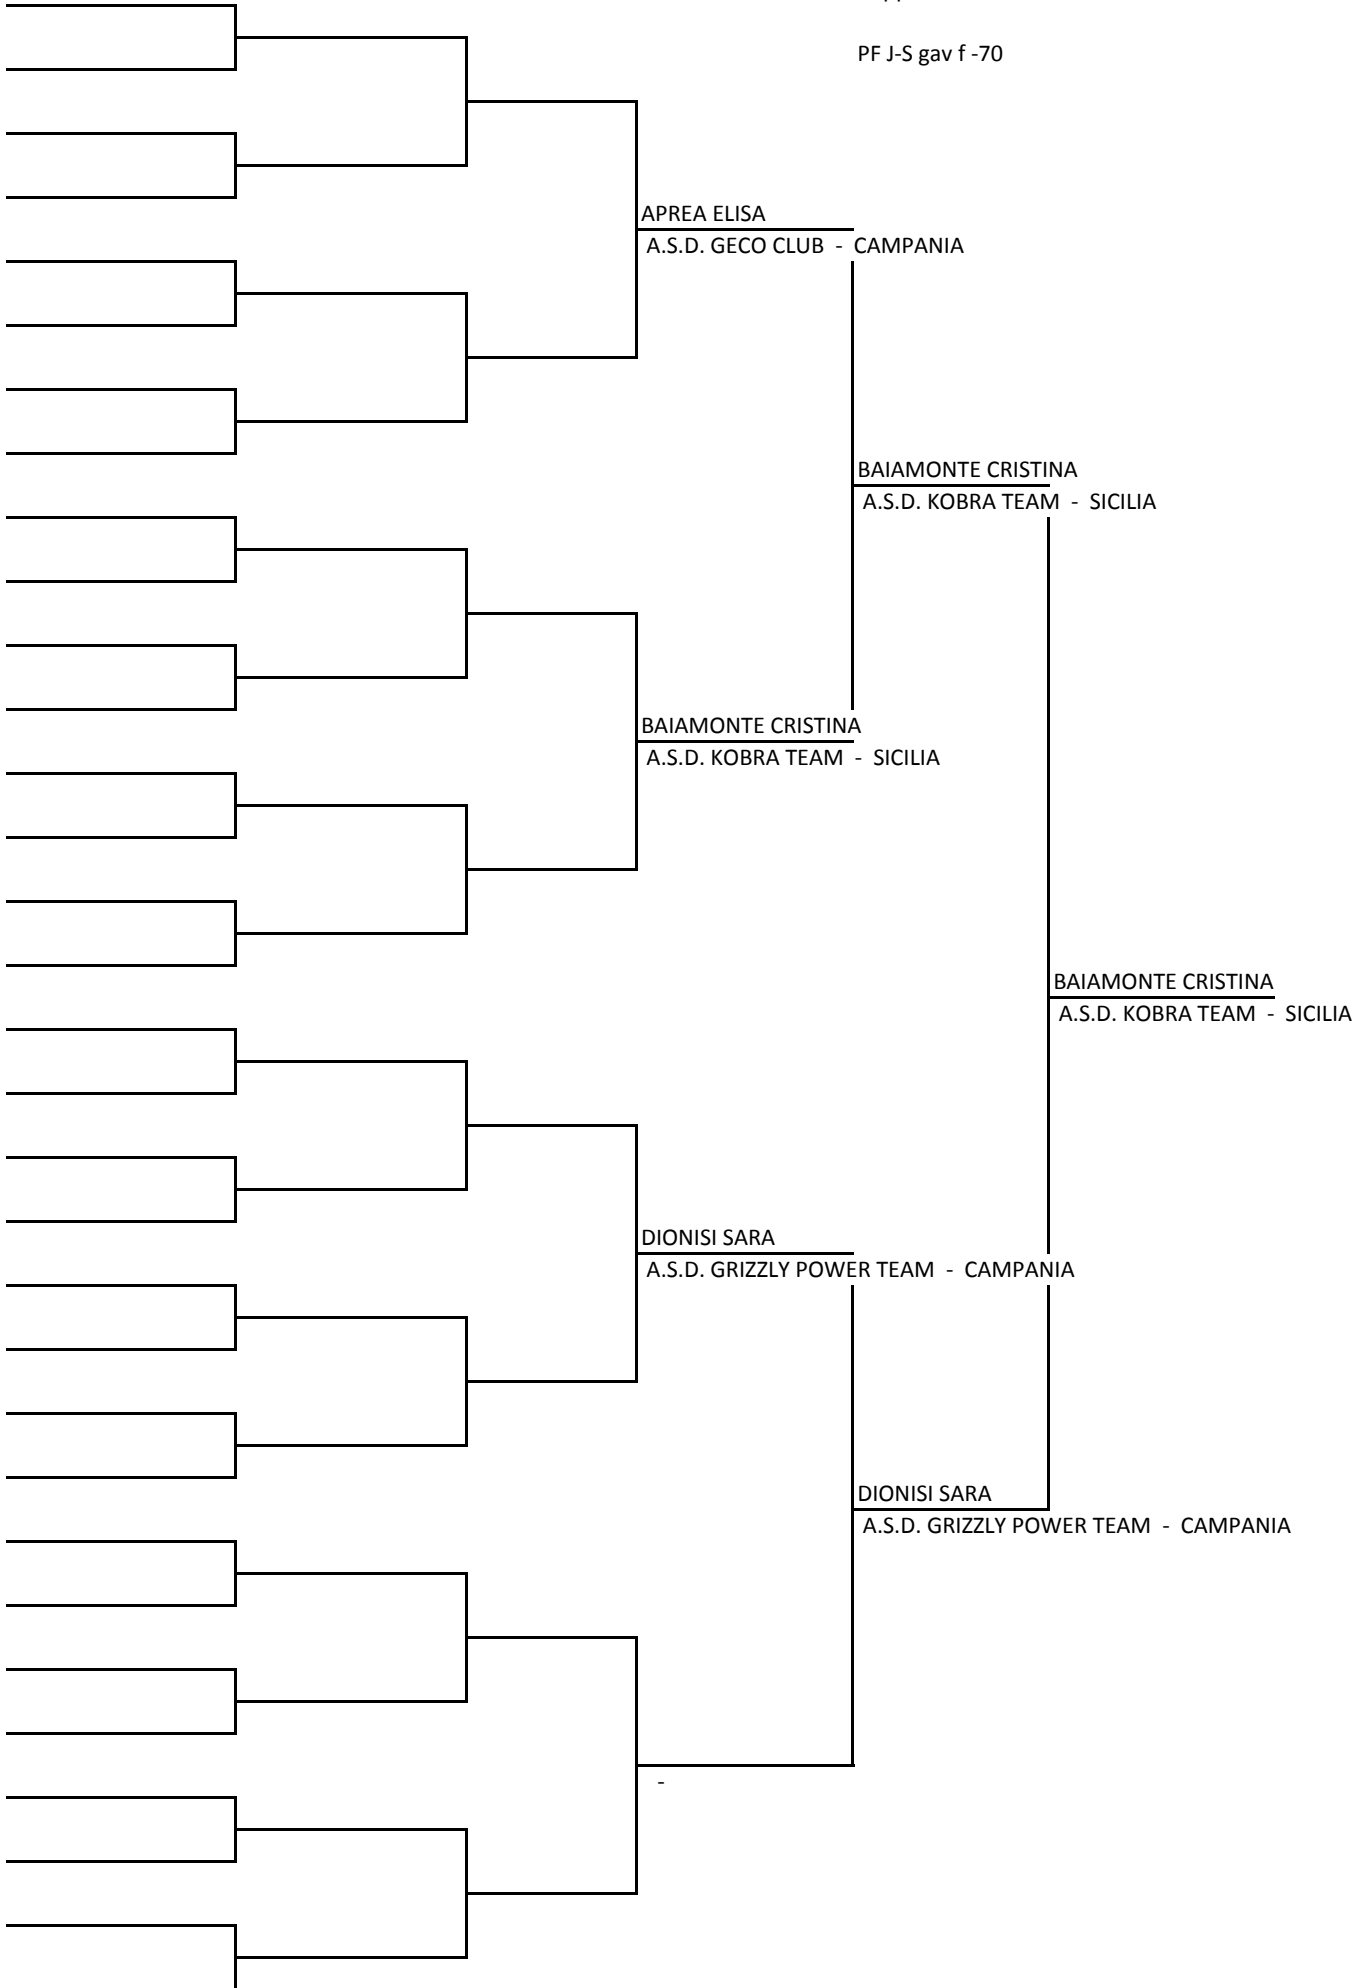 PF J-S gav f -70
APREA ELISA
A.S.D. GECO CLUB - CAMPANIA
BAIAMONTE CRISTINA
A.S.D. KOBRA TEAM - SICILIA
BAIAMONTE CRISTINA
A.S.D. KOBRA TEAM - SICILIA
BAIAMONTE CRISTINA
A.S.D. KOBRA TEAM - SICILIA
DIONISI SARA
A.S.D. GRIZZLY POWER TEAM - CAMPANIA
DIONISI SARA
A.S.D. GRIZZLY POWER TEAM - CAMPANIA
-